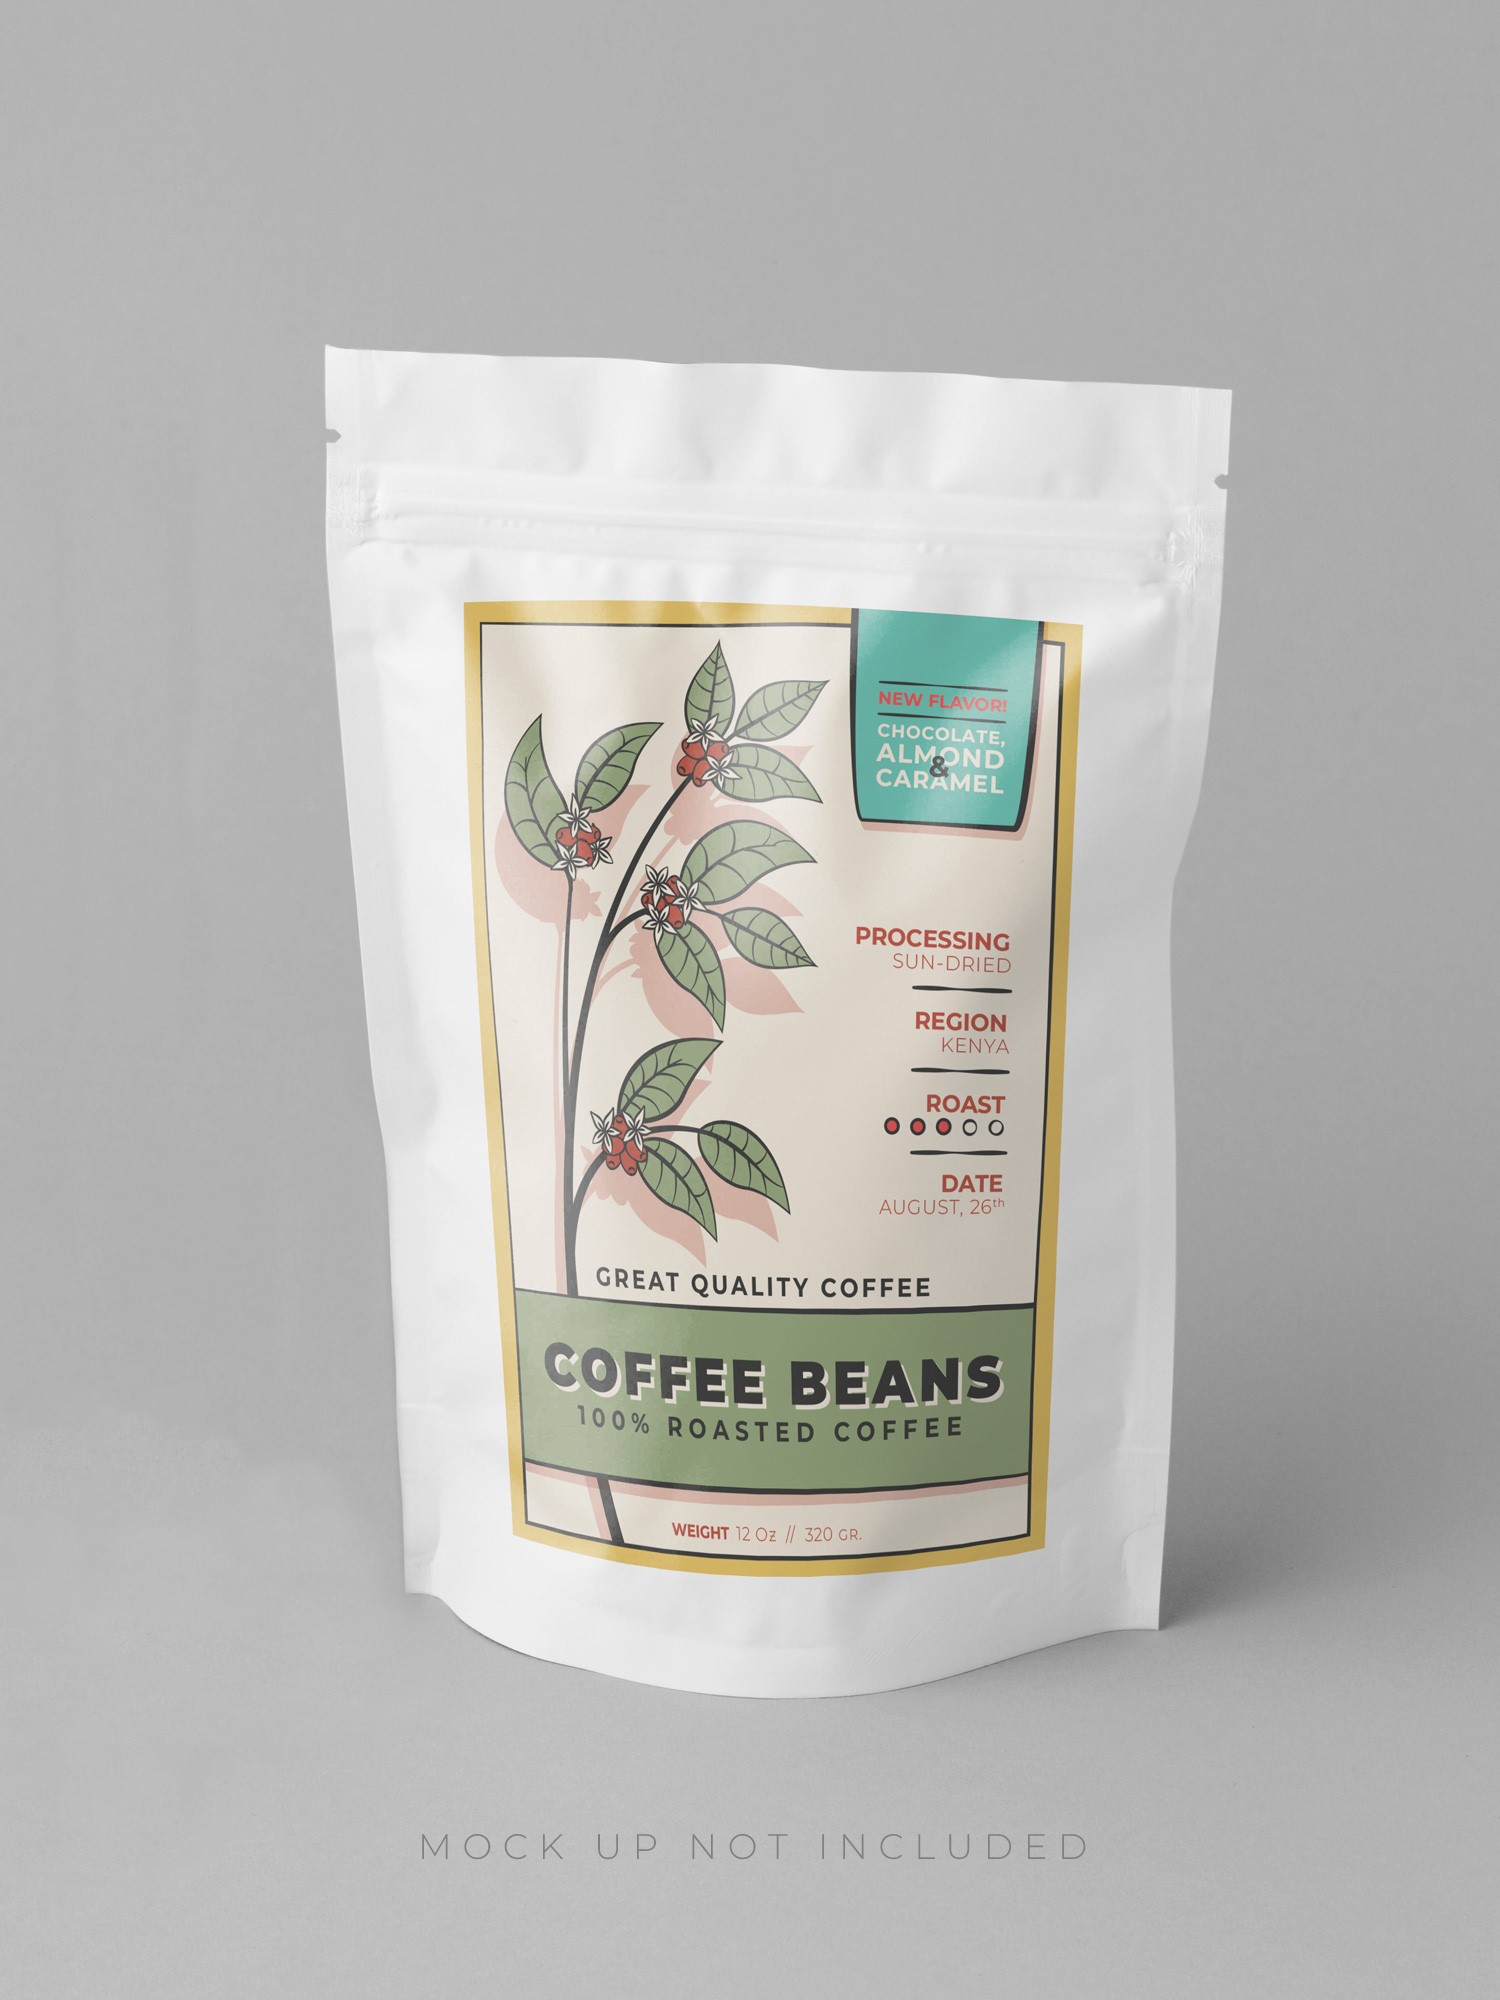 NEW FLAVOR!
CHOCOLATE,
ALMOND
&
CARAMEL
PROCESSING
SUN-DRIED
REGION
KENYA
ROAST
DATE
AUGUST, 26th
GREAT QUALITY COFFEE
COFFEE BEANS
100% ROASTED COFFEE
WEIGHT 12 Oz // 320 GR.
MOCK UP NOT INCLUDED